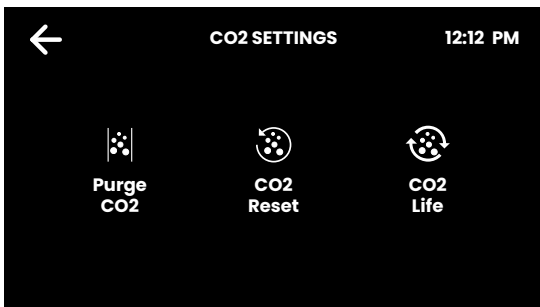 CO2 SETTINGS
12:12 PM
Purge
CO2
CO2
Reset
CO2
Life